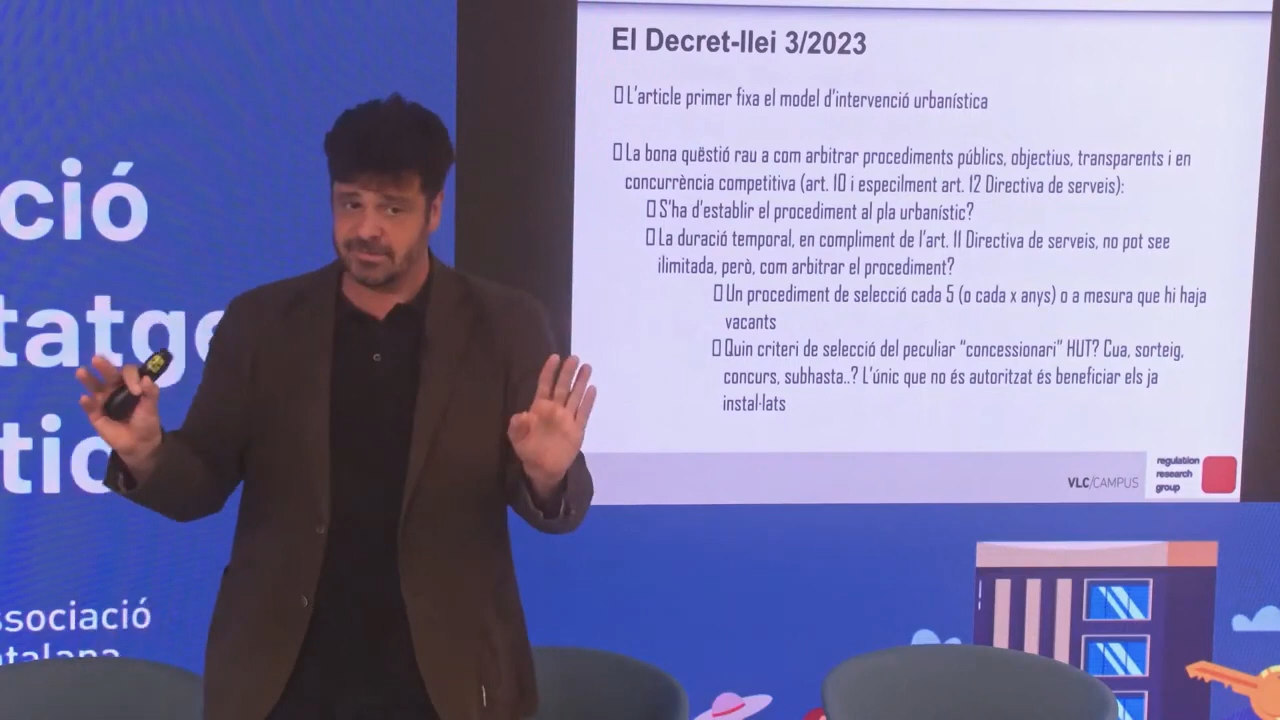 El Decret-llei 3/2023
L'article primer fixa el model d'intervenció urbanística
La bona qüëstió rau a com arbitrar procediments públics, objectius, transparents i en
concurrència competitiva (art. 10 i especilment art. 12 Directiva de serveis):
S'ha d'establir el procediment al pla urbanístic?
La duració temporal, en compliment de l'art. 11 Directiva de serveis, no pot see
ilimitada, però, com arbitrar el procediment?
Un procediment de selecció cada 5 (o cada x anys) o a mesura que hi haja
vacants
Quin criteri de selecció del peculiar "concessionari" HUT? Cua, sorteig,
concurs, subhasta..? L'únic que no és autoritzat és beneficiar els ja
instal·lats
VLC/CAMPUS
regulation
research
group
ció
tatge
tic
ssociació
atalana